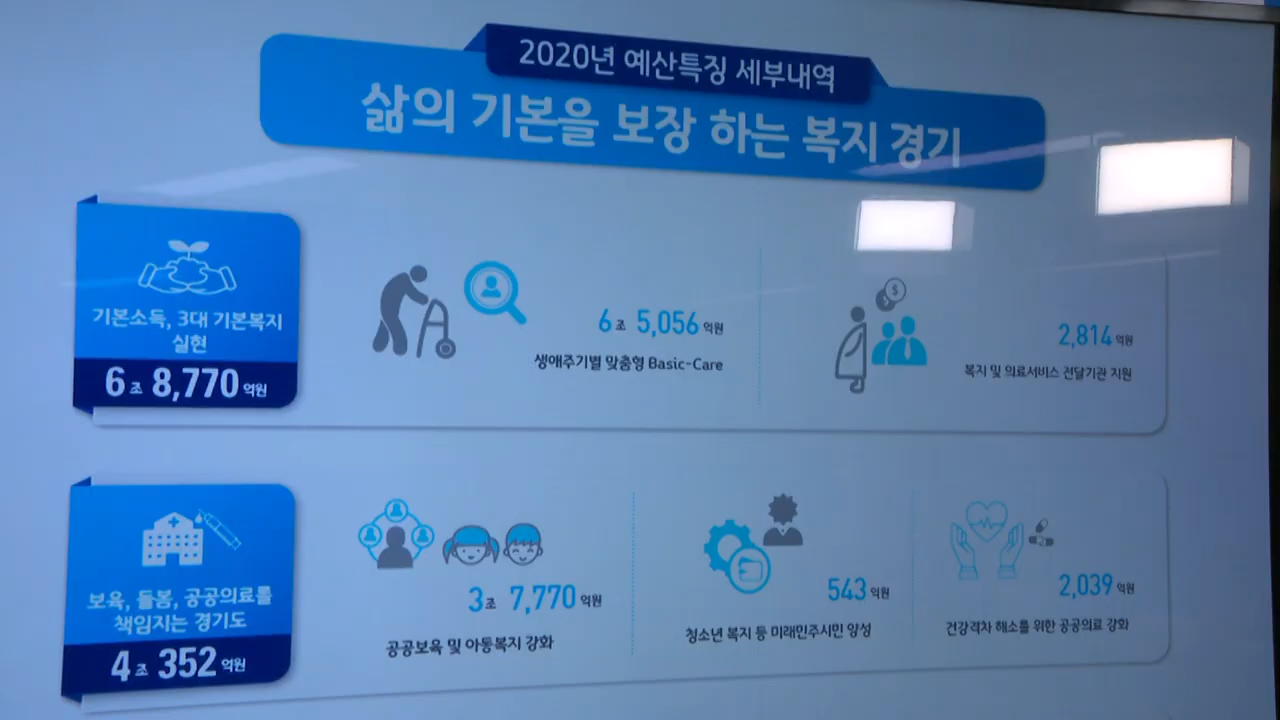 2020년 예산특징 세부내역
삶의 기본을 보장 하는 복지 경기
기본소득, 3대 기본복지
실현
6조 8,770억원
6조 5,056억원
생애주기별 맞춤형 Basic-Care
2,814억원
복지 및 의료서비스 전달기관 지원
보육, 돌봄, 공공의료를
책임지는 경기도
4조 352억원
3조 7,770억원
공공보육 및 아동복지 강화
543억원
청소년 복지 등 미래민주시민 양성
2,039억원
건강격차 해소를 위한 공공의료 강화